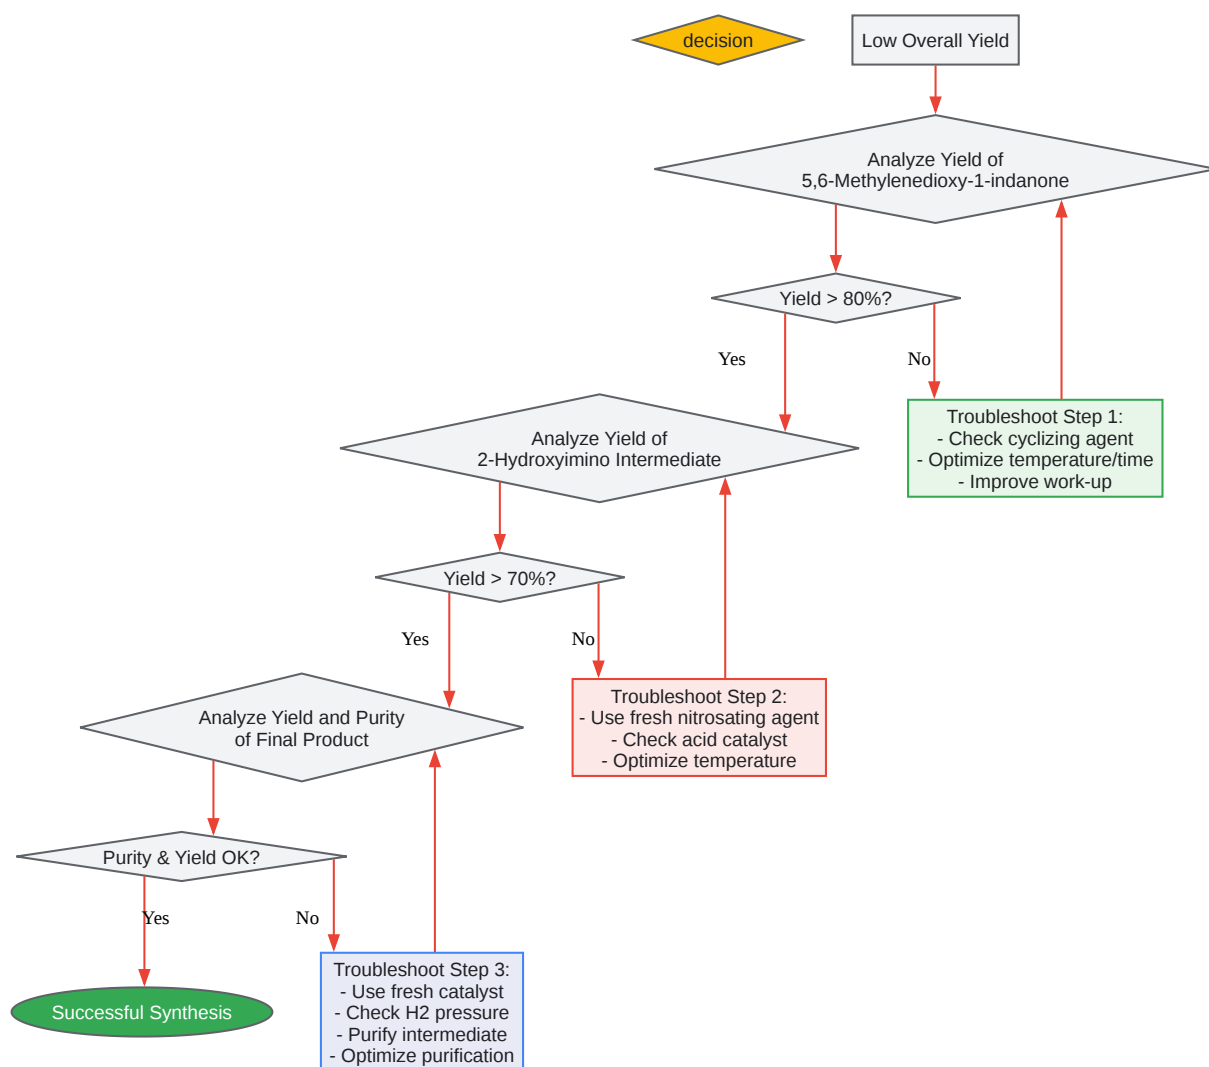 decision
Low Overall Yield
Analyze Yield of
5,6-Methylenedioxy-1-indanone
Yield > 80%?
Yes
No
Troubleshoot Step 1:
- Check cyclizing agent
- Optimize temperature/time
- Improve work-up
Analyze Yield of
2-Hydroxyimino Intermediate
Yield > 70%?
Yes
No
Troubleshoot Step 2:
- Use fresh nitrosating agent
- Check acid catalyst
- Optimize temperature
Analyze Yield and Purity
of Final Product
Purity & Yield OK?
Yes
No
Troubleshoot Step 3:
- Use fresh catalyst
- Check H2 pressure
- Purify intermediate
- Optimize purification
Successful Synthesis